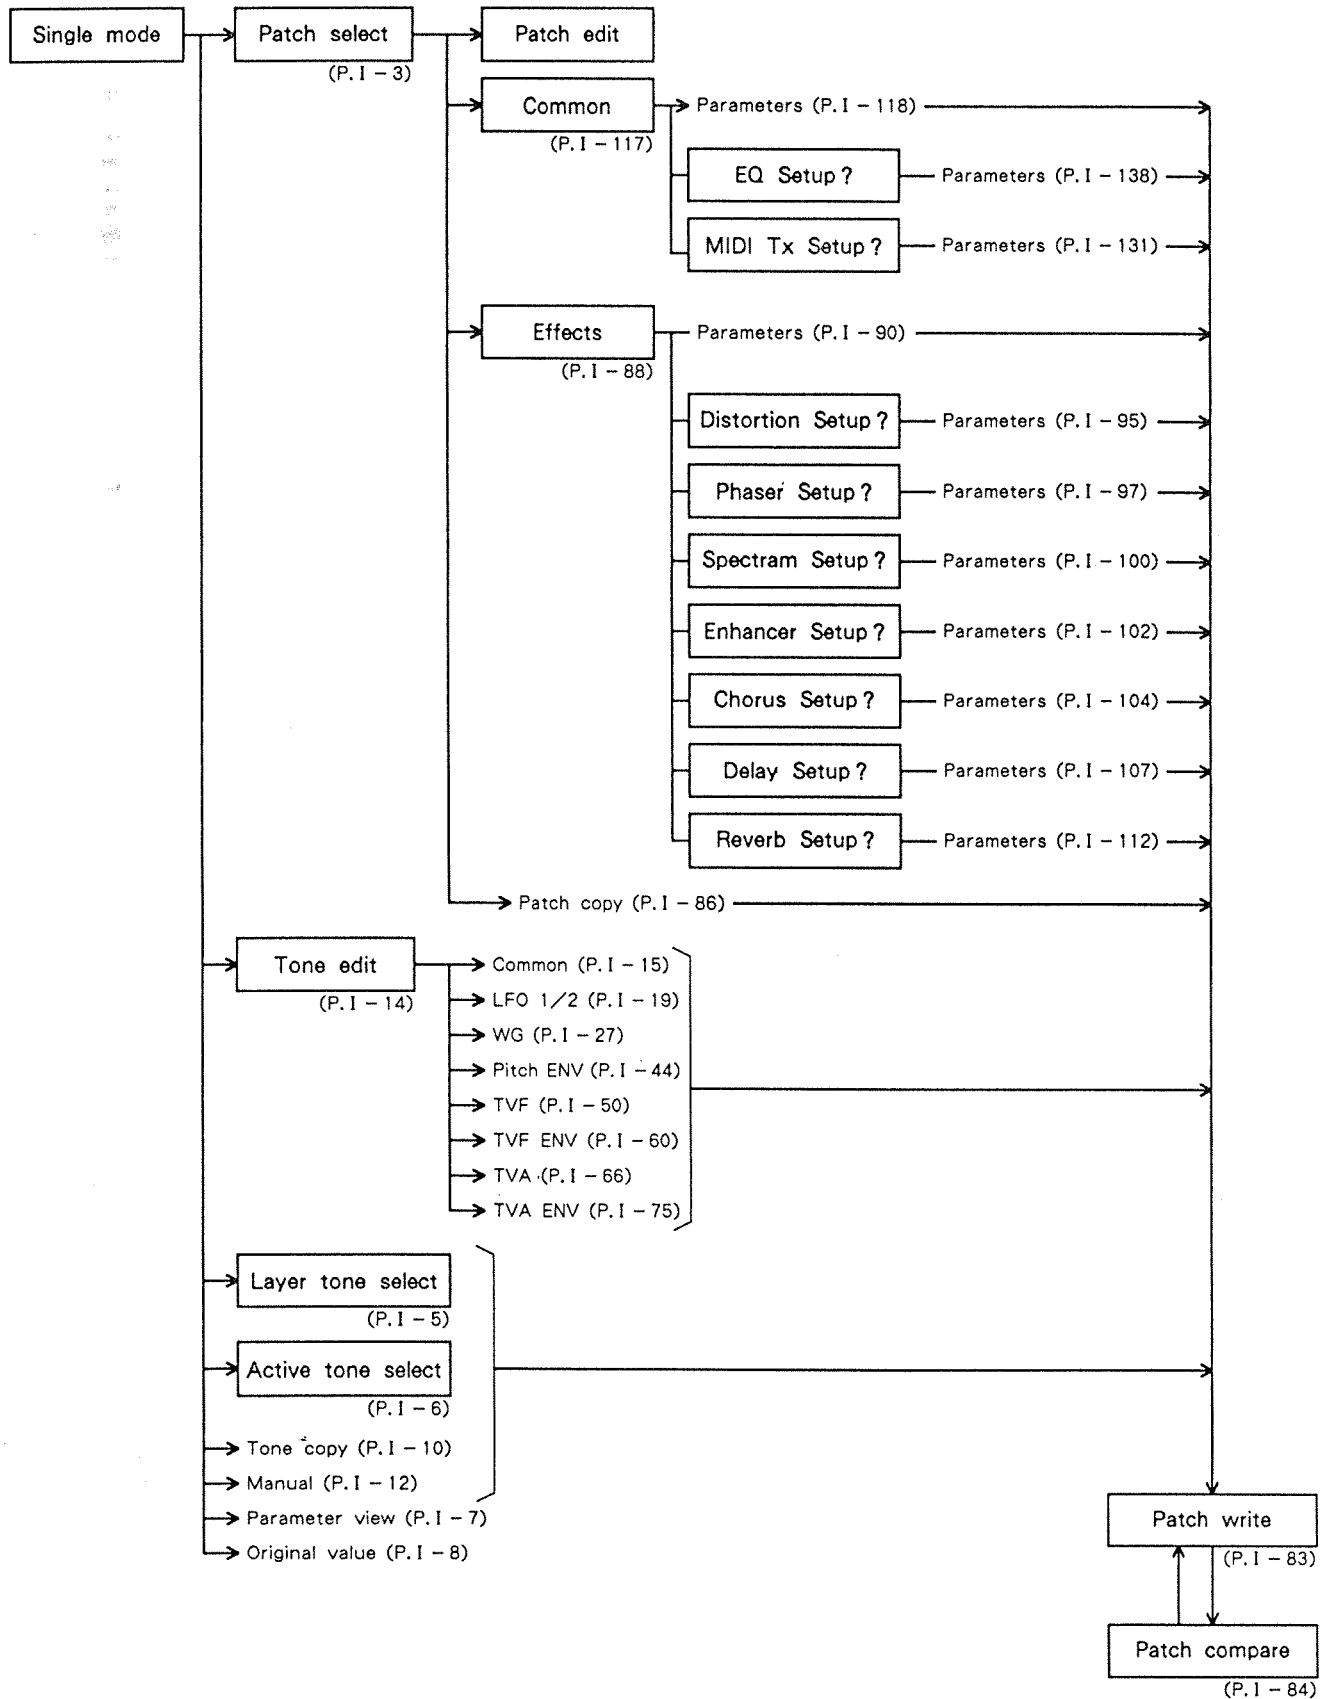 Single mode
Patch select
(P. I - 3)
Patch edit
Common
(P. I - 117)
Parameters (P. I - 118)
EQ Setup ?
Parameters (P. I - 138)
MIDI Tx Setup ?
Parameters (P. I - 131)
Effects
(P. I - 88)
Parameters (P. I - 90)
Distortion Setup ?
Parameters (P. I - 95)
Phaser Setup ?
Parameters (P. I - 97)
Spectram Setup ?
Parameters (P. I - 100)
Enhancer Setup ?
Parameters (P. I - 102)
Chorus Setup ?
Parameters (P. I - 104)
Delay Setup ?
Parameters (P. I - 107)
Reverb Setup ?
Parameters (P. I - 112)
Patch copy (P. I - 86)
Tone edit
(P. I - 14)
Common (P. I - 15)
LFO 1/2 (P. I - 19)
WG (P. I - 27)
Pitch ENV (P. I - 44)
TVF (P. I - 50)
TVF ENV (P. I - 60)
TVA (P. I - 66)
TVA ENV (P. I - 75)
Layer tone select
(P. I - 5)
Active tone select
(P. I - 6)
Tone copy (P. I - 10)
Manual (P. I - 12)
Parameter view (P. I - 7)
Original value (P. I - 8)
Patch write
(P. I - 83)
Patch compare
(P. I - 84)